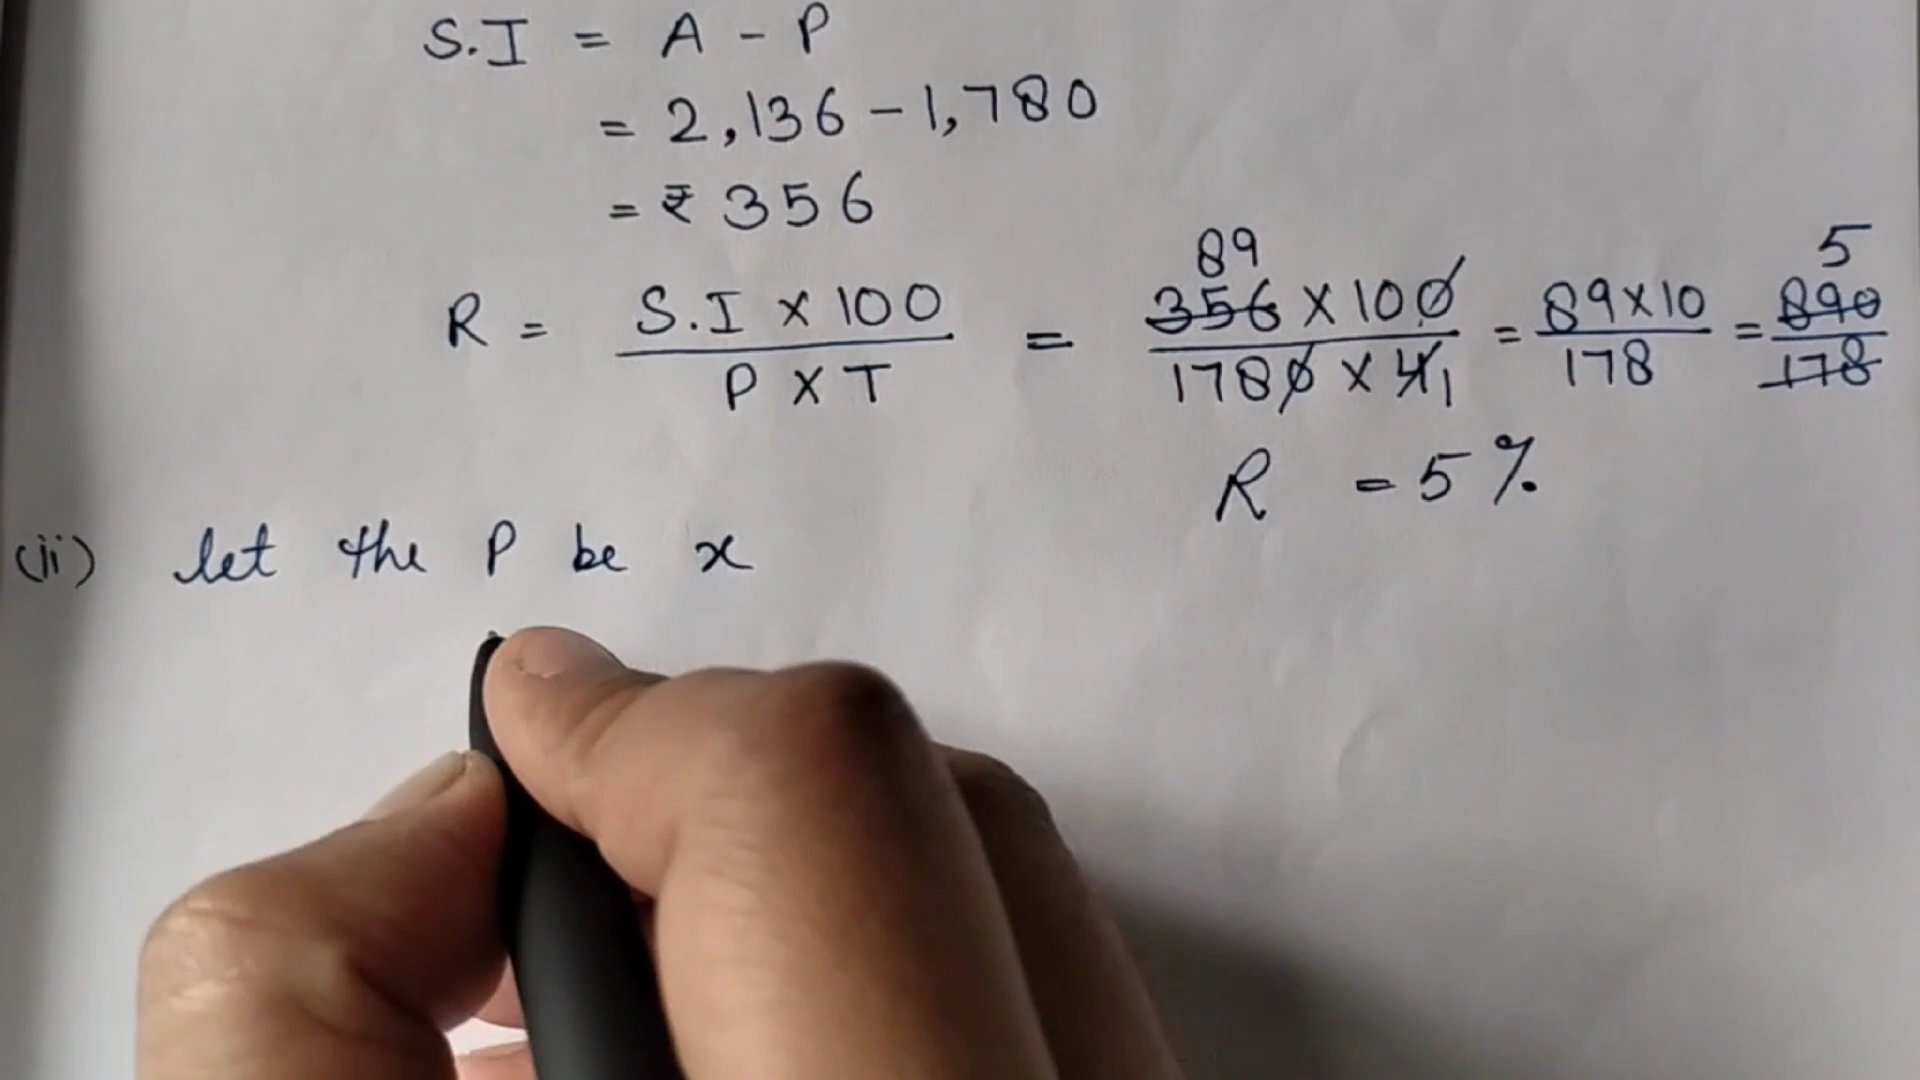 S.I = A - P
= 2,136 - 1,780
= ₹ 356
R = S.I × 100 / P × T = 89 356 × 100 / 1780 × 4 1 = 89×10 / 178 = 5 890 / 178
R = 5%
(ii) let the P be x